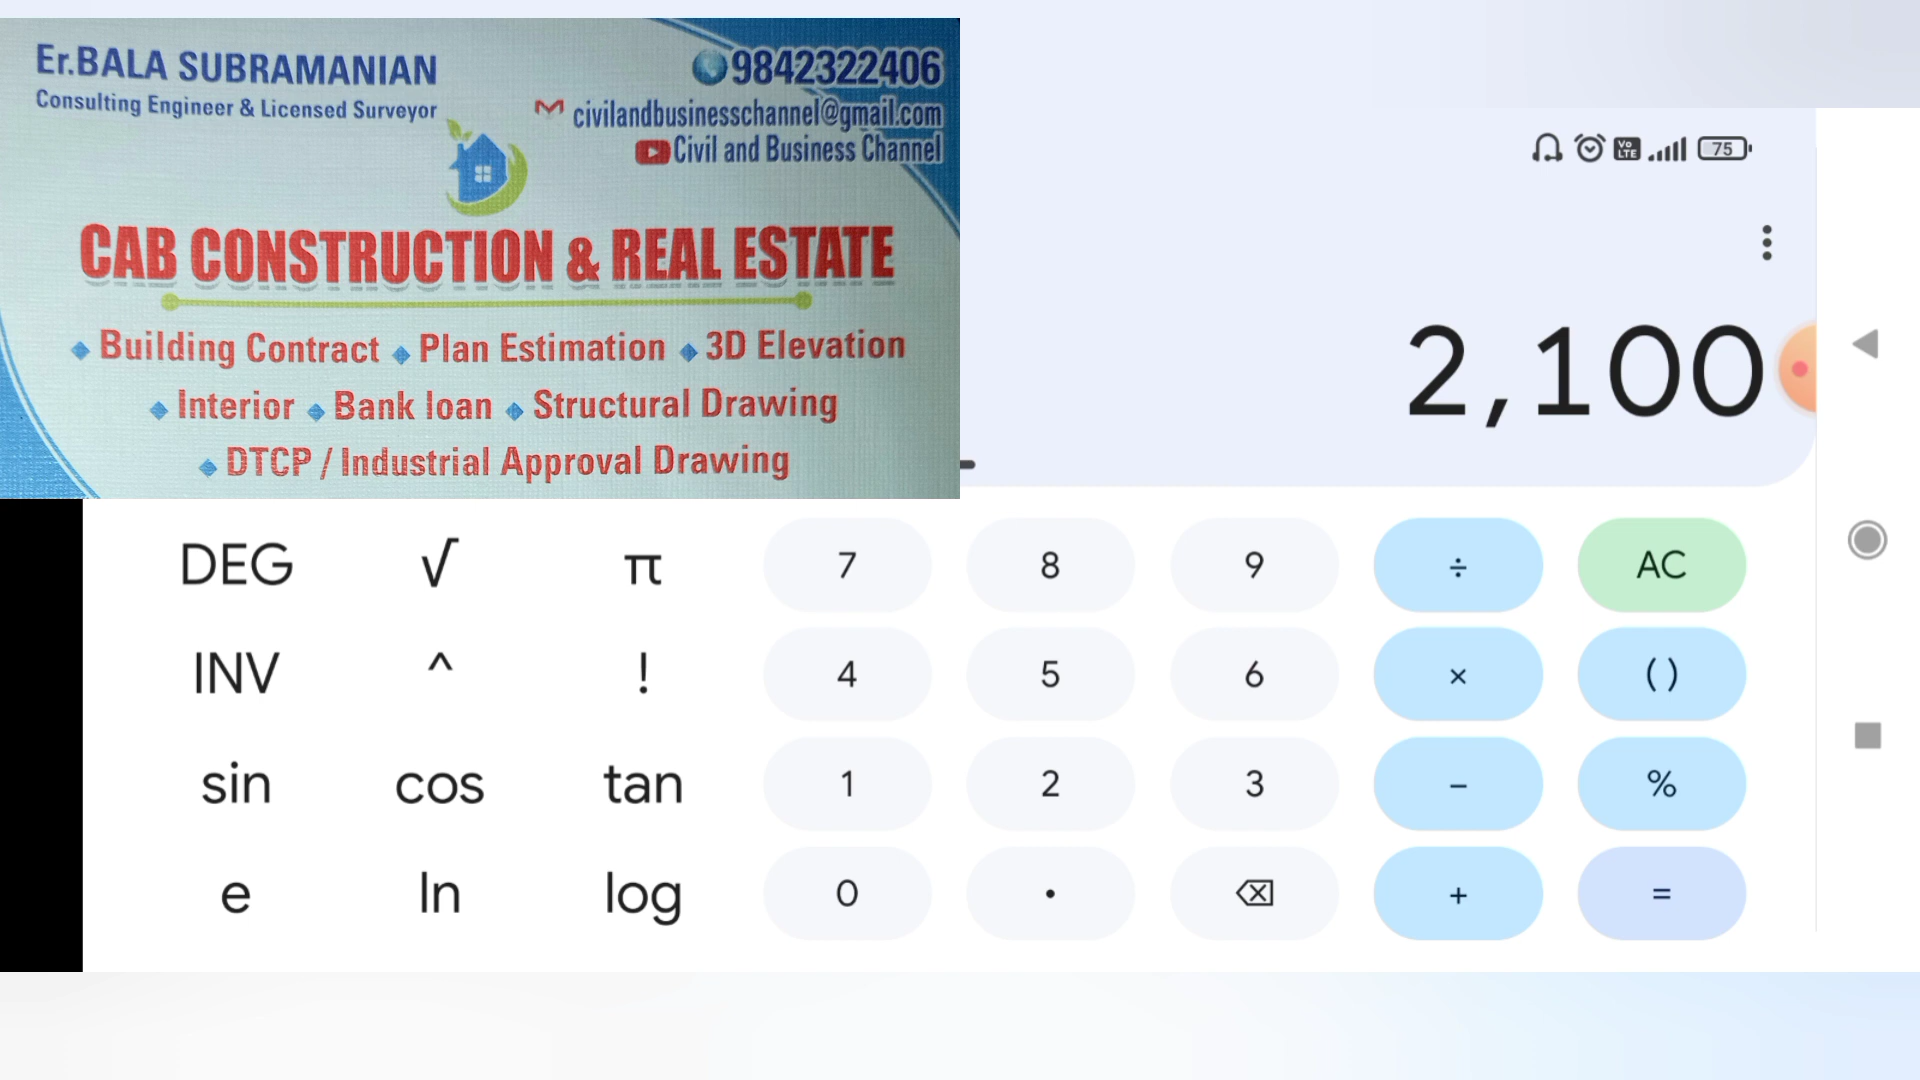 Er.BALA SUBRAMANIAN
Consulting Engineer & Licensed Surveyor
9842322406
civilandbusinesschannel@gmail.com
Civil and Business Channel
CAB CONSTRUCTION & REAL ESTATE
Building Contract Plan Estimation 3D Elevation
Interior Bank loan Structural Drawing
DTCP / Industrial Approval Drawing
Vo LTE 75
2,100
DEG √ π 7 8 9 ÷ AC
INV ^ ! 4 5 6 × ( )
sin cos tan 1 2 3 − %
e ln log 0 . + =